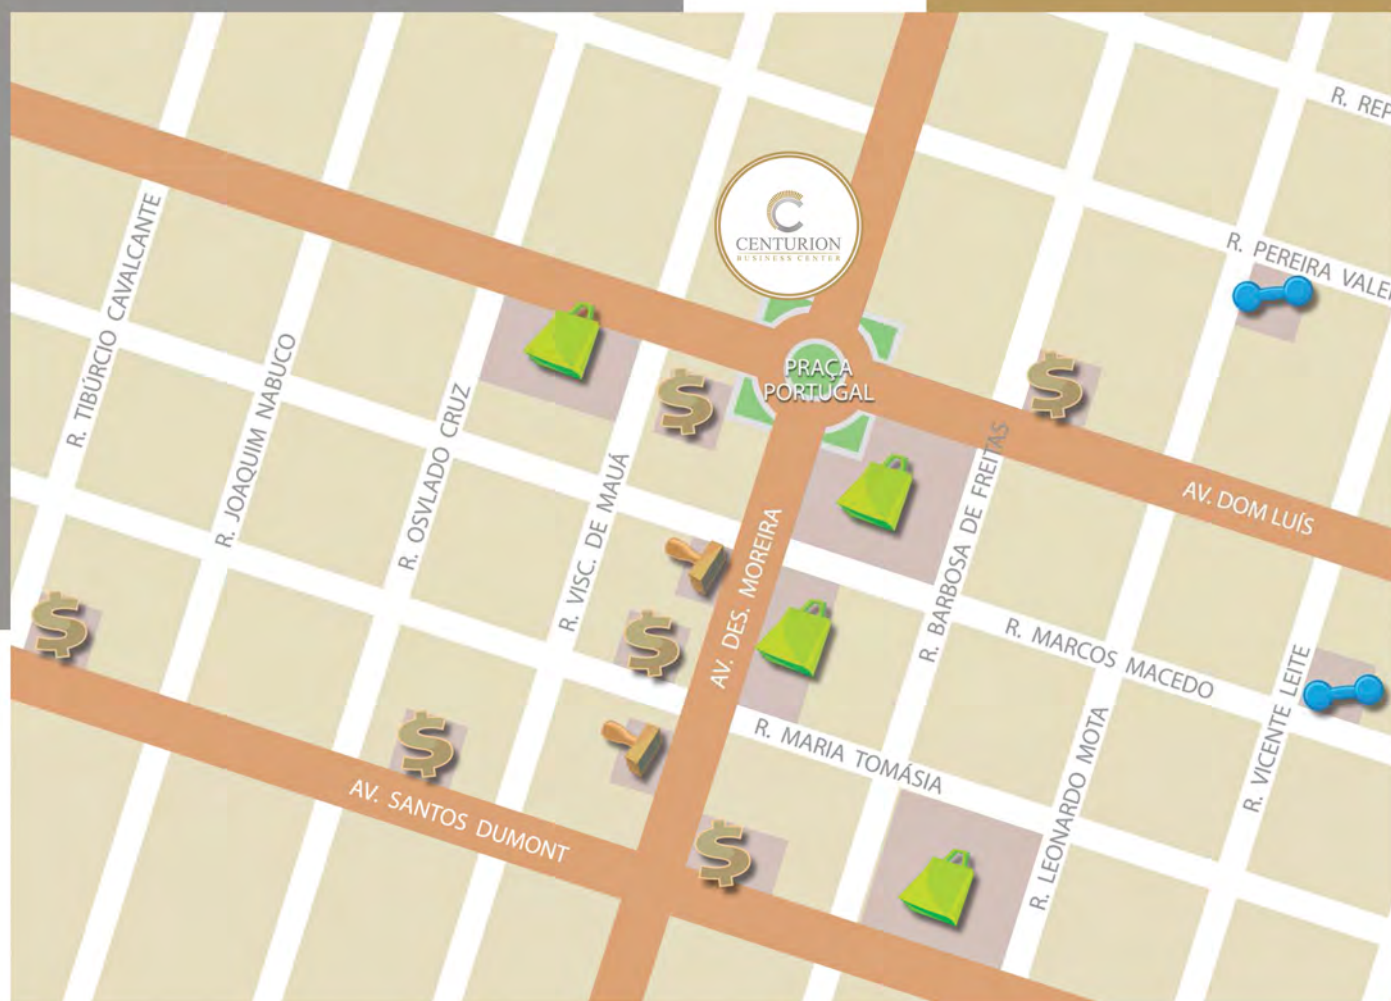 R. REP
CENTURION
BUSINESS CENTER
R. PEREIRA VALE
R. TIBÚRCIO CAVALCANTE
R. JOAQUIM NABUCO
R. OSVLADO CRUZ
R. VISC. DE MAUÁ
PRAÇA
PORTUGAL
AV. DES. MOREIRA
R. BARBOSA DE FREITAS
AV. DOM LUÍS
R. MARCOS MACEDO
R. MARIA TOMÁSIA
R. LEONARDO MOTA
R. VICENTE LEITE
AV. SANTOS DUMONT
$
$
$
$
$
$